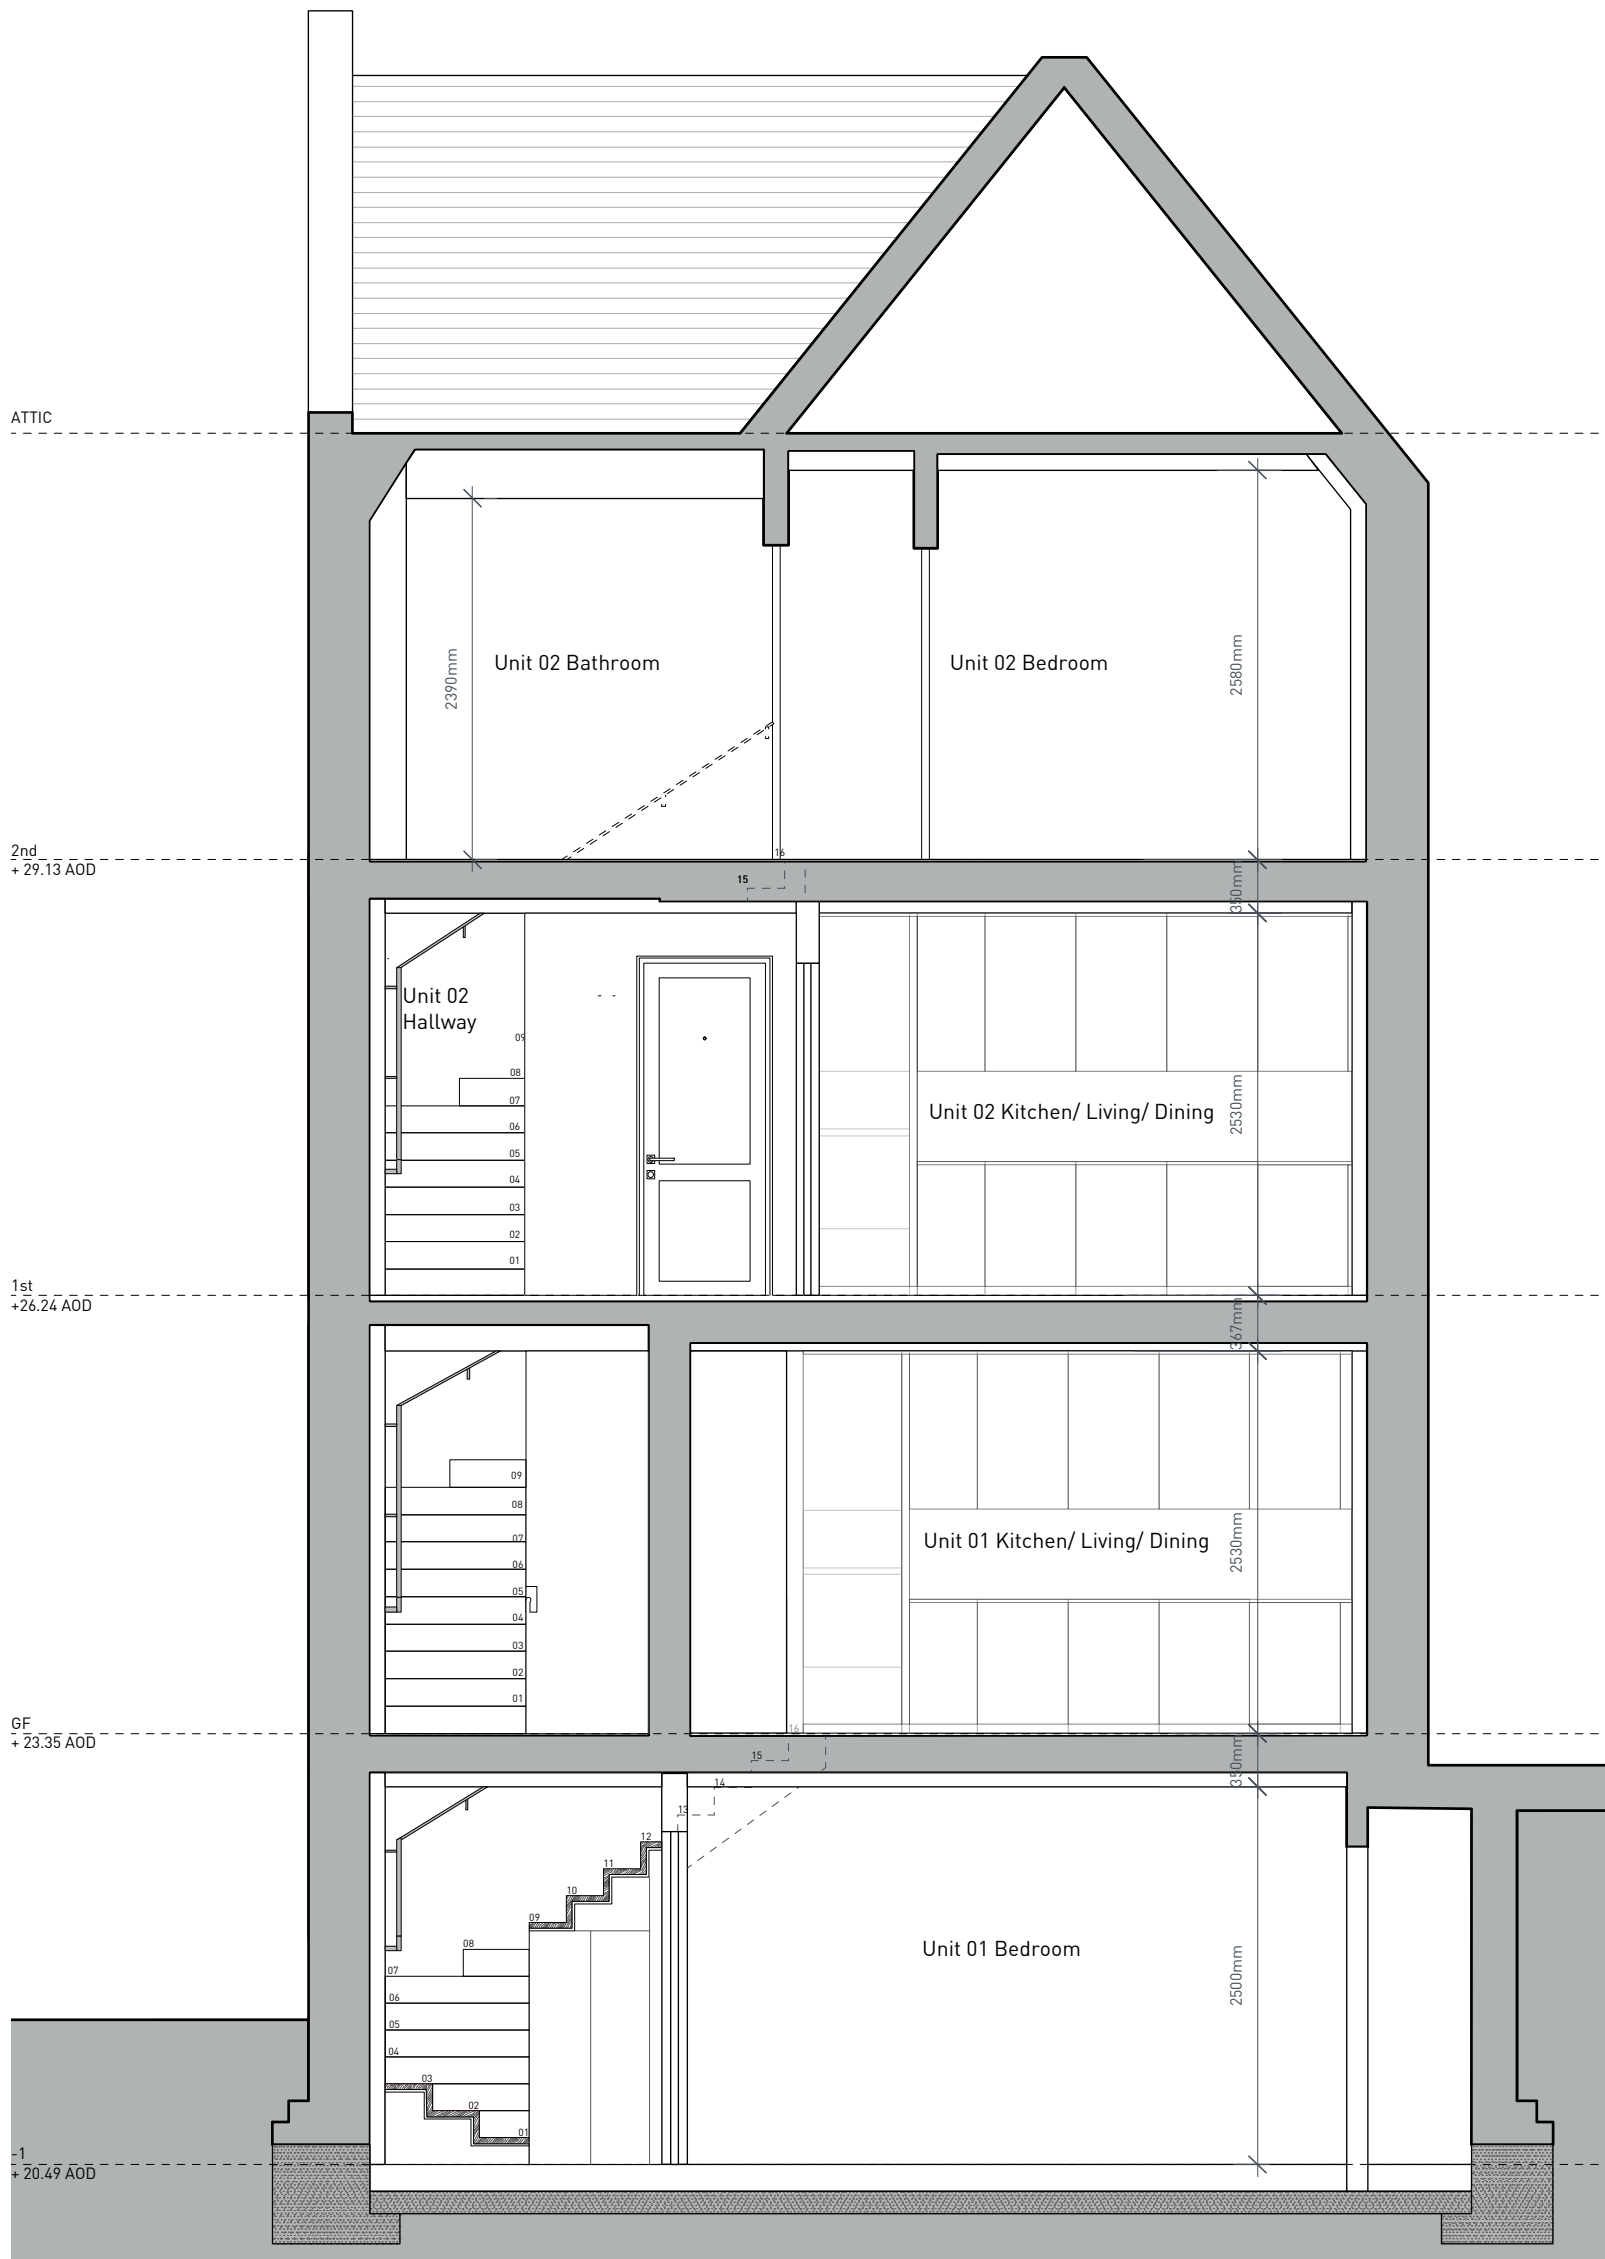 ATTIC
2390mm
Unit 02 Bathroom
Unit 02 Bedroom
2580mm
2nd
+ 29.13 AOD
16
15
350mm
Unit 02
Hallway
09
08
07
06
05
04
03
02
01
Unit 02 Kitchen/ Living/ Dining
2530mm
1st
+26.24 AOD
367mm
09
08
07
06
05
04
03
02
01
Unit 01 Kitchen/ Living/ Dining
2530mm
GF
+ 23.35 AOD
16
15
350mm
14
13
12
11
10
09
08
07
06
05
04
03
02
01
Unit 01 Bedroom
2500mm
-1
+ 20.49 AOD